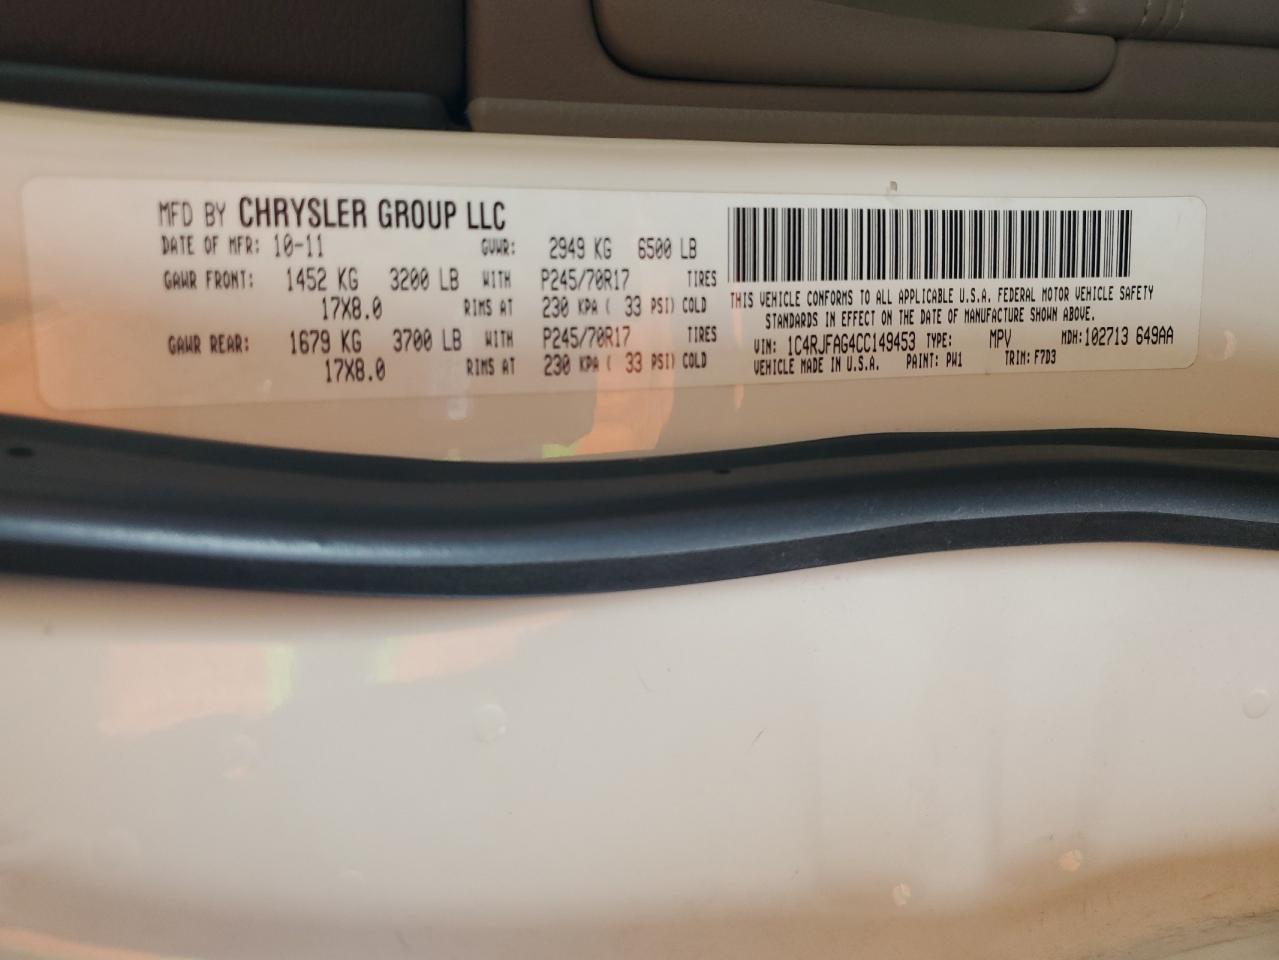 MFD BY CHRYSLER GROUP LLC
DATE OF MFR: 10-11 GVWR: 2949 KG 6500 LB
GAWR FRONT: 1452 KG 3200 LB WITH P245/70R17 TIRES
17X8.0 RIMS AT 230 KPA ( 33 PSI) COLD
GAWR REAR: 1679 KG 3700 LB WITH P245/70R17 TIRES
17X8.0 RIMS AT 230 KPA ( 33 PSI) COLD
THIS VEHICLE CONFORMS TO ALL APPLICABLE U.S.A. FEDERAL MOTOR VEHICLE SAFETY
STANDARDS IN EFFECT ON THE DATE OF MANUFACTURE SHOWN ABOVE.
VIN: 1C4RJFAG4CC149453 TYPE: MPV MDH:102713 649AA
VEHICLE MADE IN U.S.A. PAINT: PW1 TRIM: F7D3